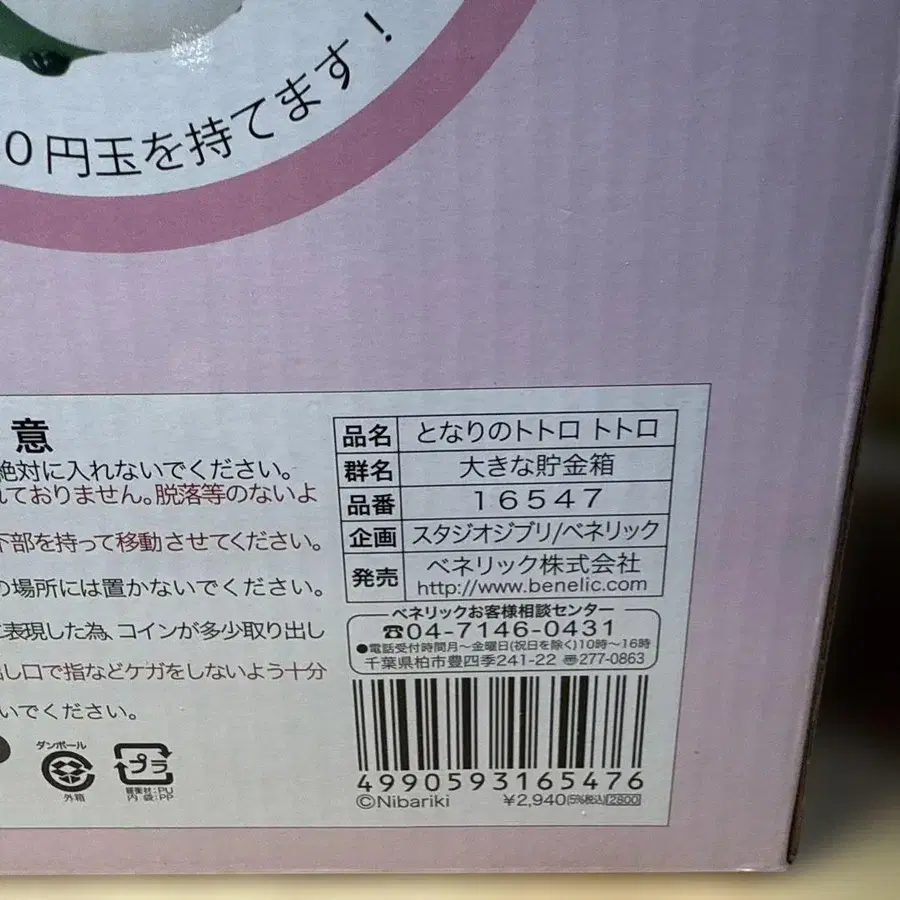 0円玉を持てます!
意
絶対に入れないでください。
ておりません。脱落等のないよ
下部を持って移動させてください。
の場所には置かないでください。
表現した為、コインが多少取り出し
出し口で指などケガをしないよう十分
いでください。
ダンボール
外箱
プラ
緩衝材:PU
内 袋:PP
品名 となりのトトロ トトロ
群名 大きな貯金箱
品番 16547
企画 スタジオジブリ/ベネリック
発売 ベネリック株式会社
http://www.benelic.com
ベネリックお客様相談センター
☎04-7146-0431
●電話受付時間月〜金曜日(祝日を除く)10時〜16時
千葉県柏市豊四季241-22 〠277-0863
4990593165476
©Nibariki ¥2,940(5%税込)2800